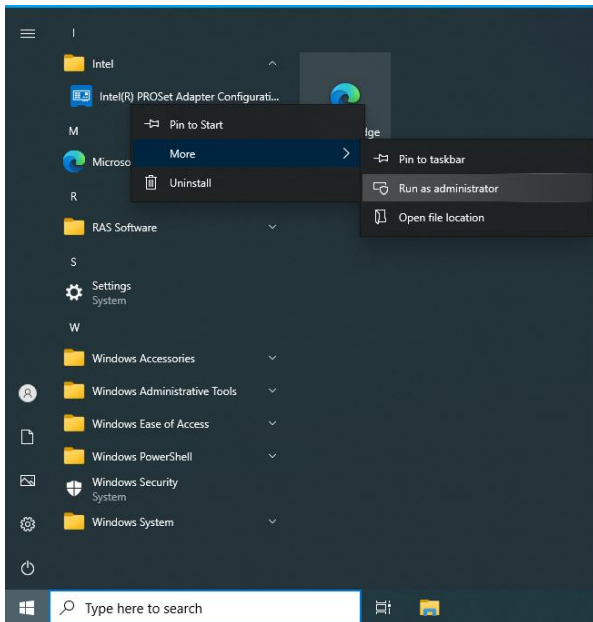 I
Intel
Intel(R) PROSet Adapter Configurati...
M
Pin to Start
dge
More
Pin to taskbar
Microso
Uninstall
Run as administrator
R
Open file location
RAS Software
S
Settings
System
W
Windows Accessories
Windows Administrative Tools
Windows Ease of Access
Windows PowerShell
Windows Security
System
Windows System
Type here to search